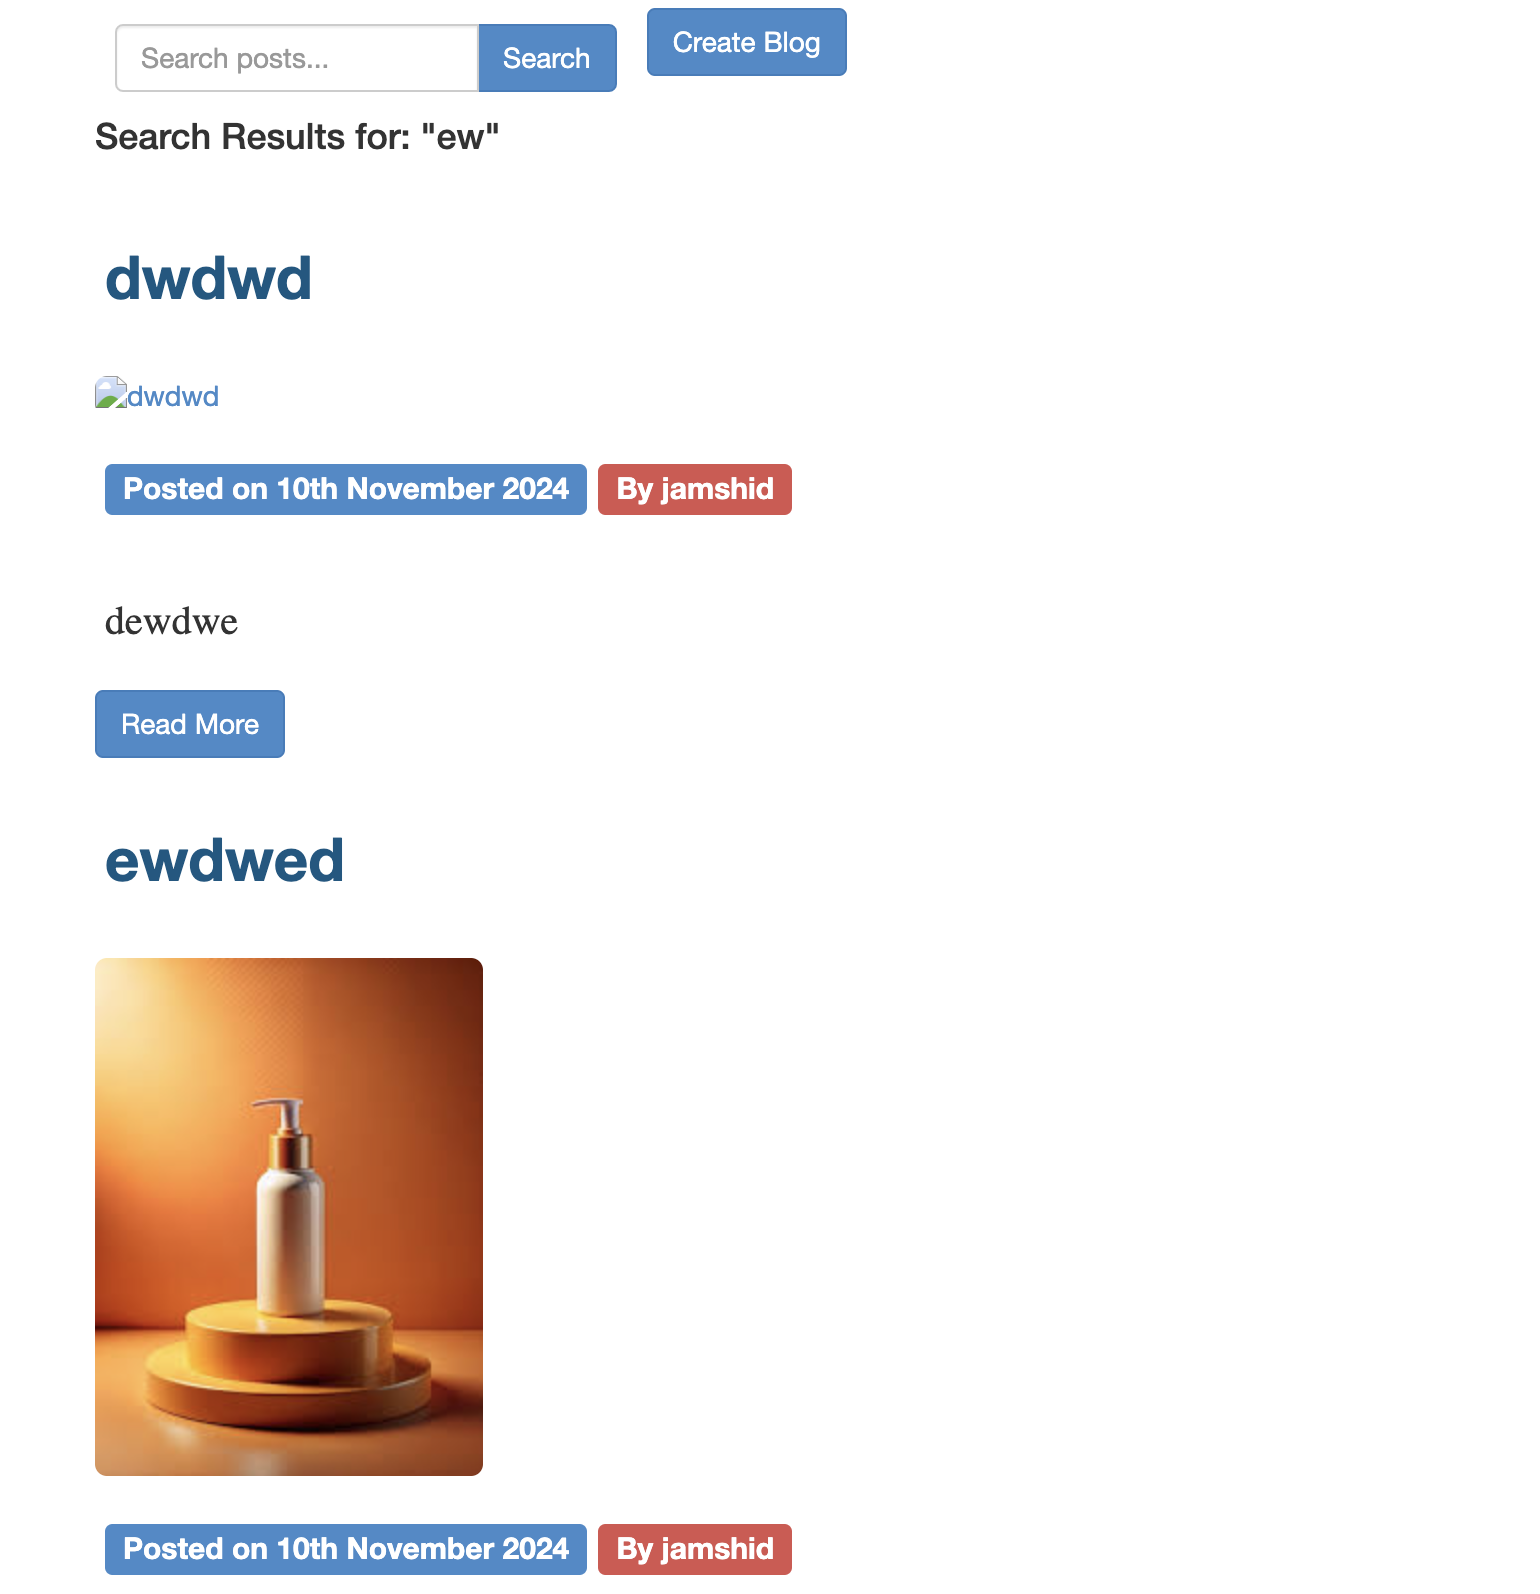 Search posts... Search Create Blog
Search Results for: "ew"
dwdwd
dwdwd
Posted on 10th November 2024 By jamshid
dewdwe
Read More
ewdwed
Posted on 10th November 2024 By jamshid